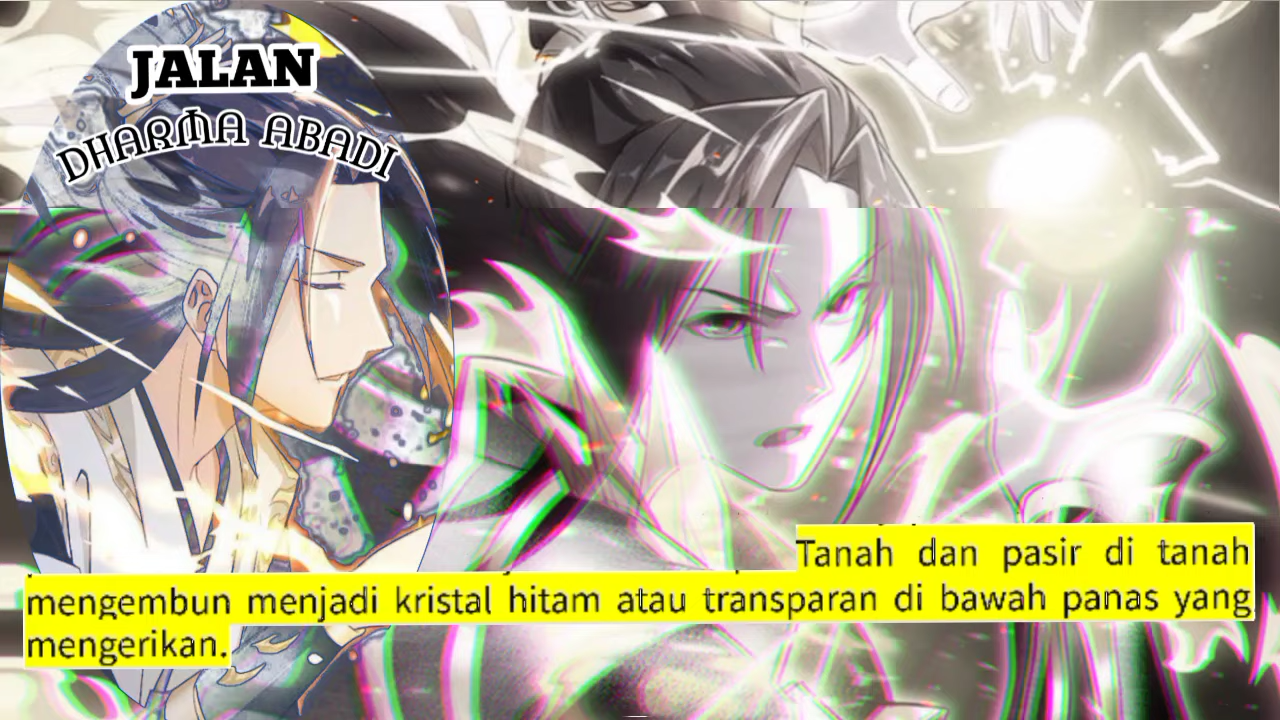 JALAN
DHARMA ABADI
Tanah dan pasir di tanah
mengembun menjadi kristal hitam atau transparan di bawah panas yang
mengerikan.